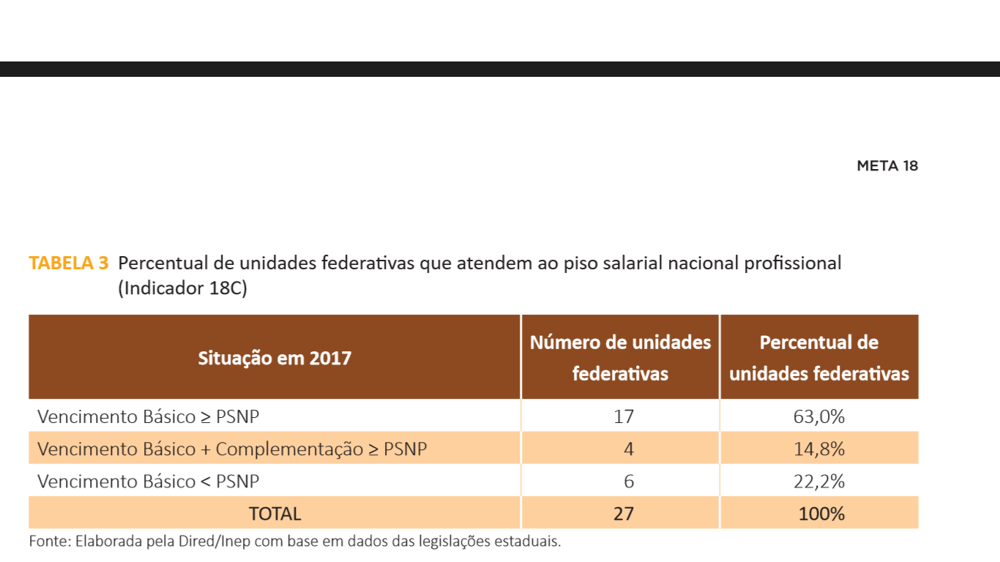 META 18
TABELA 3 Percentual de unidades federativas que atendem ao piso salarial nacional profissional
(Indicador 18C)
Situação em 2017 Número de unidades federativas Percentual de unidades federativas
Vencimento Básico ≥ PSNP 17 63,0%
Vencimento Básico + Complementação ≥ PSNP 4 14,8%
Vencimento Básico < PSNP 6 22,2%
TOTAL 27 100%
Fonte: Elaborada pela Dired/Inep com base em dados das legislações estaduais.